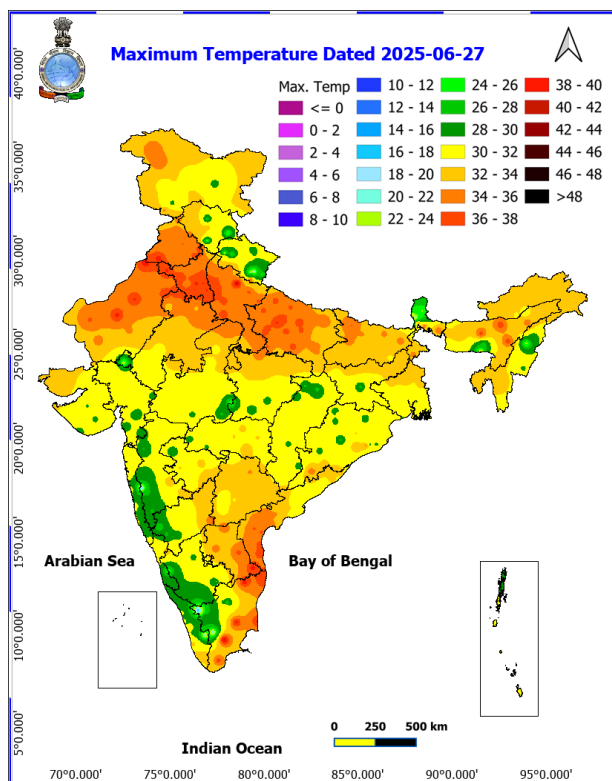 Maximum Temperature Dated 2025-06-27
Max. Temp
<= 0
0 - 2
2 - 4
4 - 6
6 - 8
8 - 10
10 - 12
12 - 14
14 - 16
16 - 18
18 - 20
20 - 22
22 - 24
24 - 26
26 - 28
28 - 30
30 - 32
32 - 34
34 - 36
36 - 38
38 - 40
40 - 42
42 - 44
44 - 46
46 - 48
>48
40°0.000'
35°0.000'
30°0.000'
25°0.000'
20°0.000'
15°0.000'
10°0.000'
5°0.000'
Arabian Sea
Bay of Bengal
Indian Ocean
0 250 500 km
70°0.000' 75°0.000' 80°0.000' 85°0.000' 90°0.000' 95°0.000'